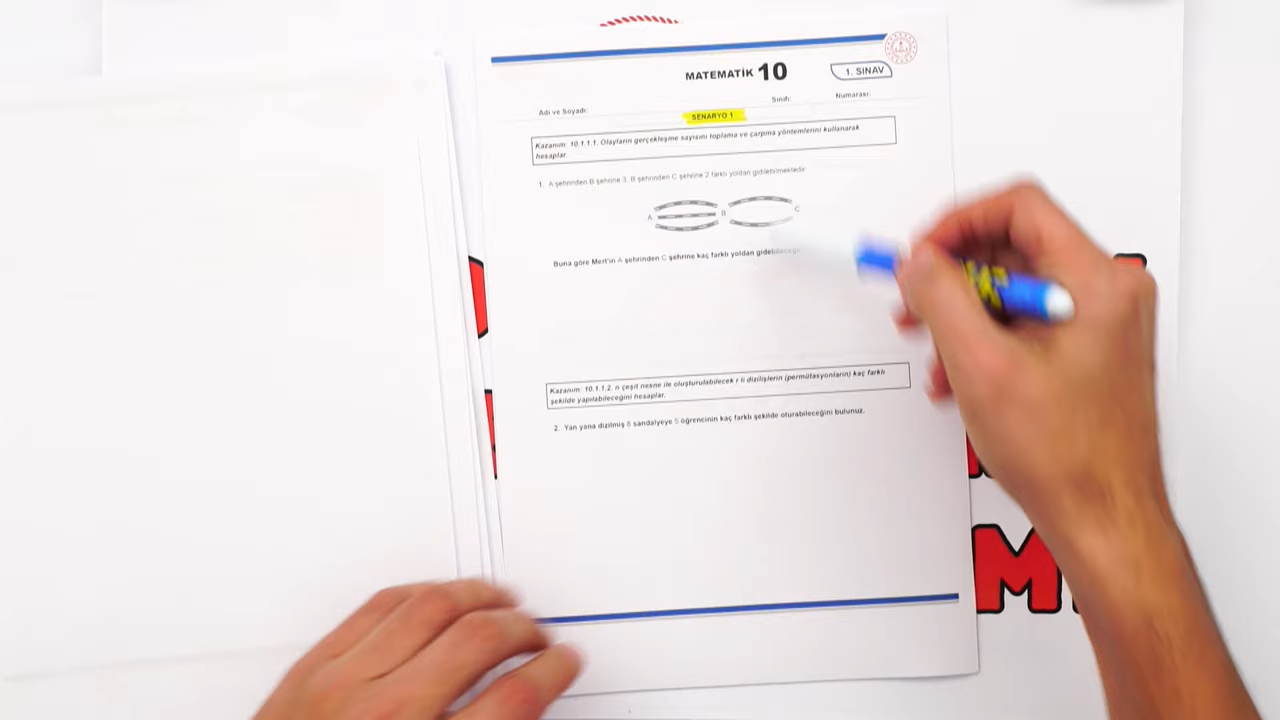 MATEMATİK 10
1. SINAV
Adı ve Soyadı:
Sınıfı:
Numarası:
SENARYO 1
Kazanım: 10.1.1.1. Olayların gerçekleşme sayısını toplama ve çarpma yöntemlerini kullanarak
hesaplar.
1. A şehrinden B şehrine 3, B şehrinden C şehrine 2 farklı yoldan gidilebilmektedir.
A B C
Buna göre Mert'in A şehrinden C şehrine kaç farklı yoldan
Kazanım: 10.1.1.2. n çeşit nesne ile oluşturulabilecek r li dizilişlerin (permütasyonların) kaç farklı
şekilde yapılabileceğini hesaplar.
2. Yan yana dizilmiş sandalyeye 5 öğrencinin kaç farklı şekilde oturabileceğini bulunuz.
M